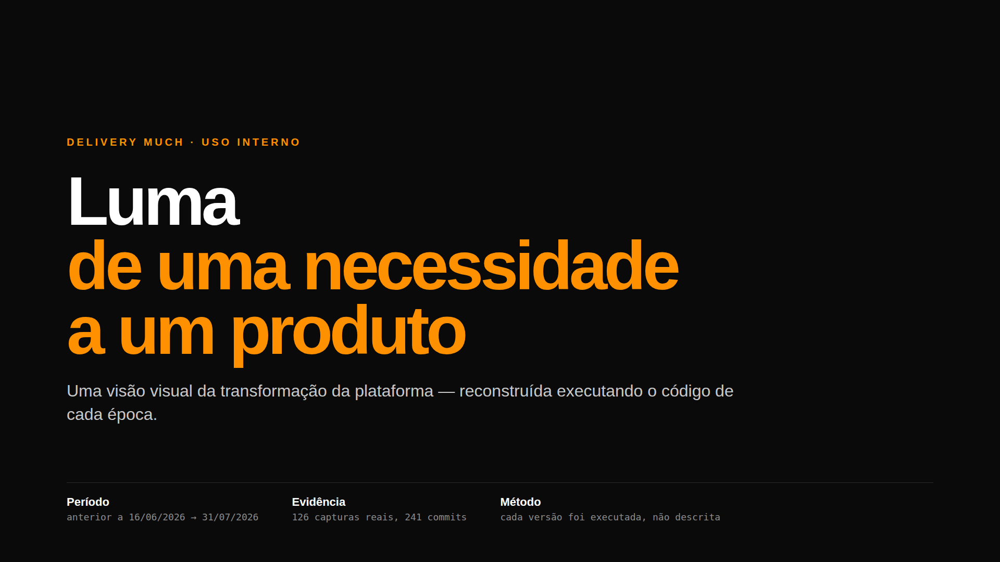 DELIVERY MUCH · USO INTERNO
Luma
de uma necessidade
a um produto
Uma visão visual da transformação da plataforma — reconstruída executando o código de
cada época.
Período
anterior a 16/06/2026 → 31/07/2026
Evidência
126 capturas reais, 241 commits
Método
cada versão foi executada, não descrita